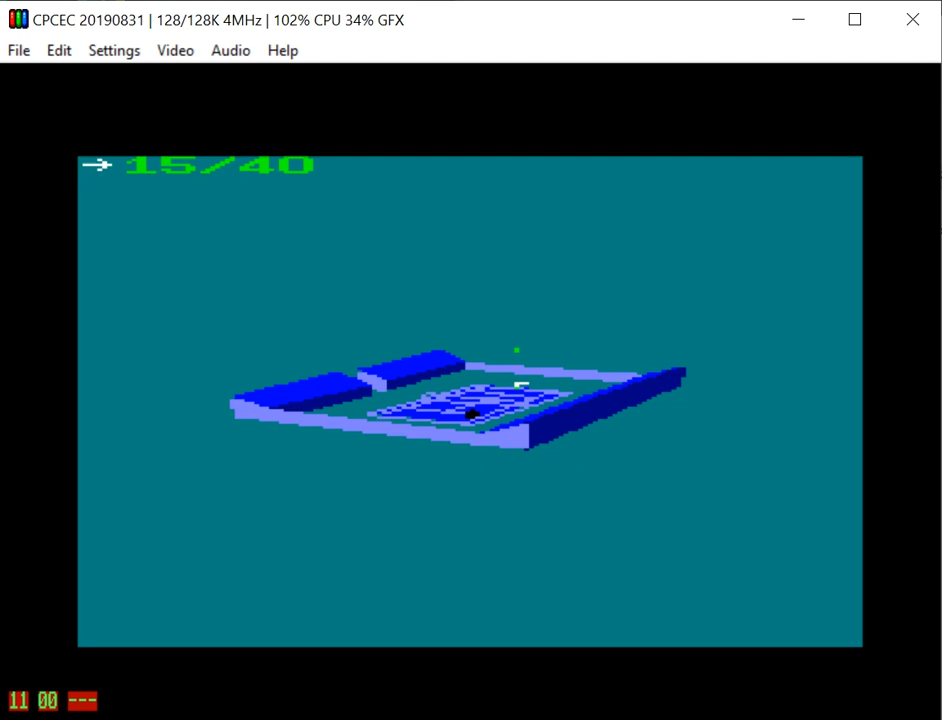 CPCEC 20190831 | 128/128K 4MHz | 102% CPU 34% GFX
File Edit Settings Video Audio Help
→ 15/40
11 00 ---